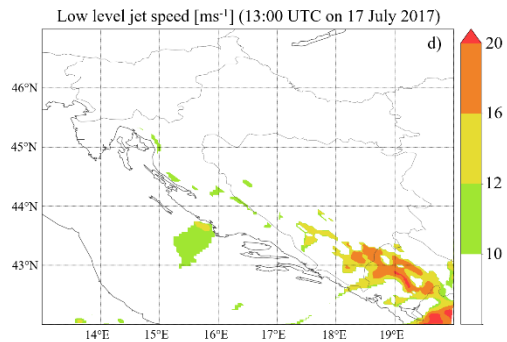 Low level jet speed [ms⁻¹] (13:00 UTC on 17 July 2017)
d)
46°N
45°N
44°N
43°N
14°E 15°E 16°E 17°E 18°E 19°E
20
16
12
10